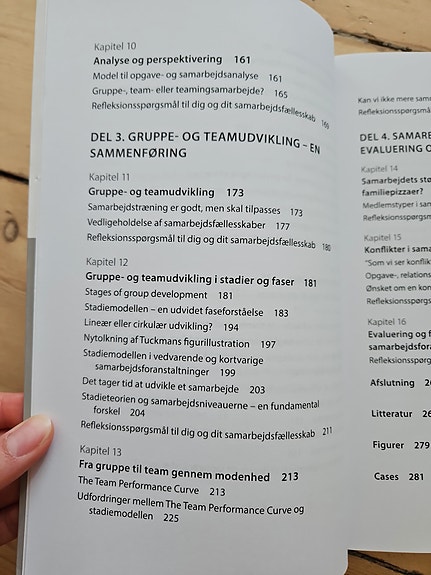 Kapitel 10
Analyse og perspektivering 161
Model til opgave- og samarbejdsanalyse 161
Gruppe-, team- eller teamingsamarbejde? 165
Refleksionsspørgsmål til dig og dit samarbejdsfællesskab 169
DEL 3. GRUPPE- OG TEAMUDVIKLING – EN
SAMMENFØRING
Kapitel 11
Gruppe- og teamudvikling 173
Samarbejdstræning er godt, men skal tilpasses 173
Vedligeholdelse af samarbejdsfællesskaber 177
Refleksionsspørgsmål til dig og dit samarbejdsfællesskab 180
Kapitel 12
Gruppe- og teamudvikling i stadier og faser 181
Stages of group development 181
Stadiemodellen – en udvidet faseforståelse 183
Lineær eller cirkulær udvikling? 194
Nytolkning af Tuckmans figurillustration 197
Stadiemodellen i vedvarende og kortvarige
samarbejdsforanstaltninger 199
Det tager tid at udvikle et samarbejde 203
Stadieteorien og samarbejdsniveauerne – en fundamental
forskel 204
Refleksionsspørgsmål til dig og dit samarbejdsfællesskab 211
Kapitel 13
Fra gruppe til team gennem modenhed 213
The Team Performance Curve 213
Udfordringer mellem The Team Performance Curve og
stadiemodellen 225
Kan vi ikke mere sam
DEL 4. SAMARE
EVALUERING O
Kapitel 14
Samarbejdets stø
familiepizzaer?
Medlemstyper i san
Refleksionsspørgsm
Kapitel 15
Konflikter i sama
"Som vi ser konflik
Opgave-, relations
Ønsket om en kon
Refleksionsspørgs
Kapitel 16
Evaluering og f
samarbejdsforan
Refleksionsspørg
Afslutning 26
Litteratur 26
Figurer 279
Cases 281